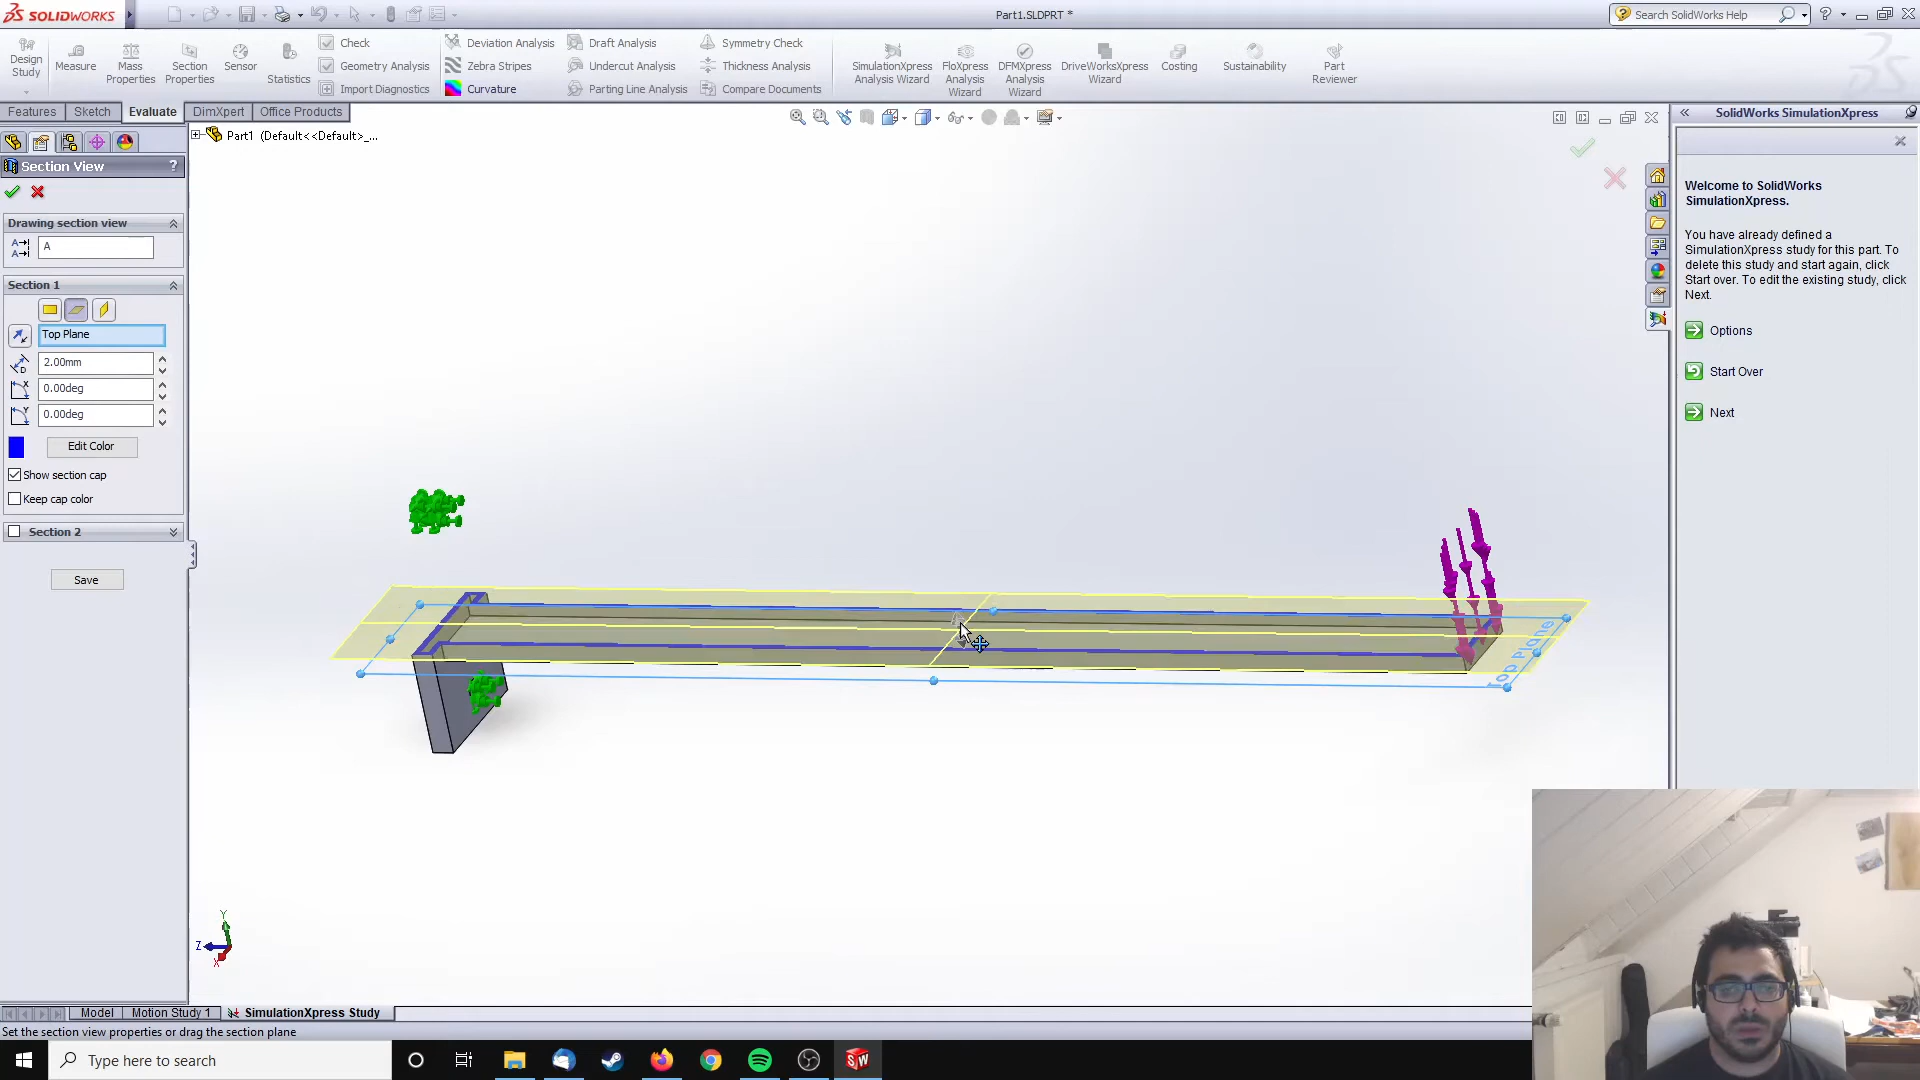 SOLIDWORKS
Part1.SLDPRT *
Search SolidWorks Help
Design Study
Measure
Mass Properties
Section Properties
Sensor
Statistics
Check
Geometry Analysis
Import Diagnostics
Deviation Analysis
Zebra Stripes
Curvature
Draft Analysis
Undercut Analysis
Parting Line Analysis
Symmetry Check
Thickness Analysis
Compare Documents
SimulationXpress Analysis Wizard
FloXpress Analysis Wizard
DFMXpress Analysis Wizard
DriveWorksXpress Wizard
Costing
Sustainability
Part Reviewer
Features
Sketch
Evaluate
DimXpert
Office Products
Part1 (Default<<Default>_...
Section View
?
Drawing section view
A
Section 1
Top Plane
2.00mm
0.00deg
0.00deg
Edit Color
Show section cap
Keep cap color
Section 2
Save
Top Plane
Y
Z
X
SolidWorks SimulationXpress
Welcome to SolidWorks
SimulationXpress.
You have already defined a
SimulationXpress study for this part. To
delete this study and start again, click
Start over. To edit the existing study, click
Next.
Options
Start Over
Next
Model
Motion Study 1
SimulationXpress Study
Set the section view properties or drag the section plane
Type here to search